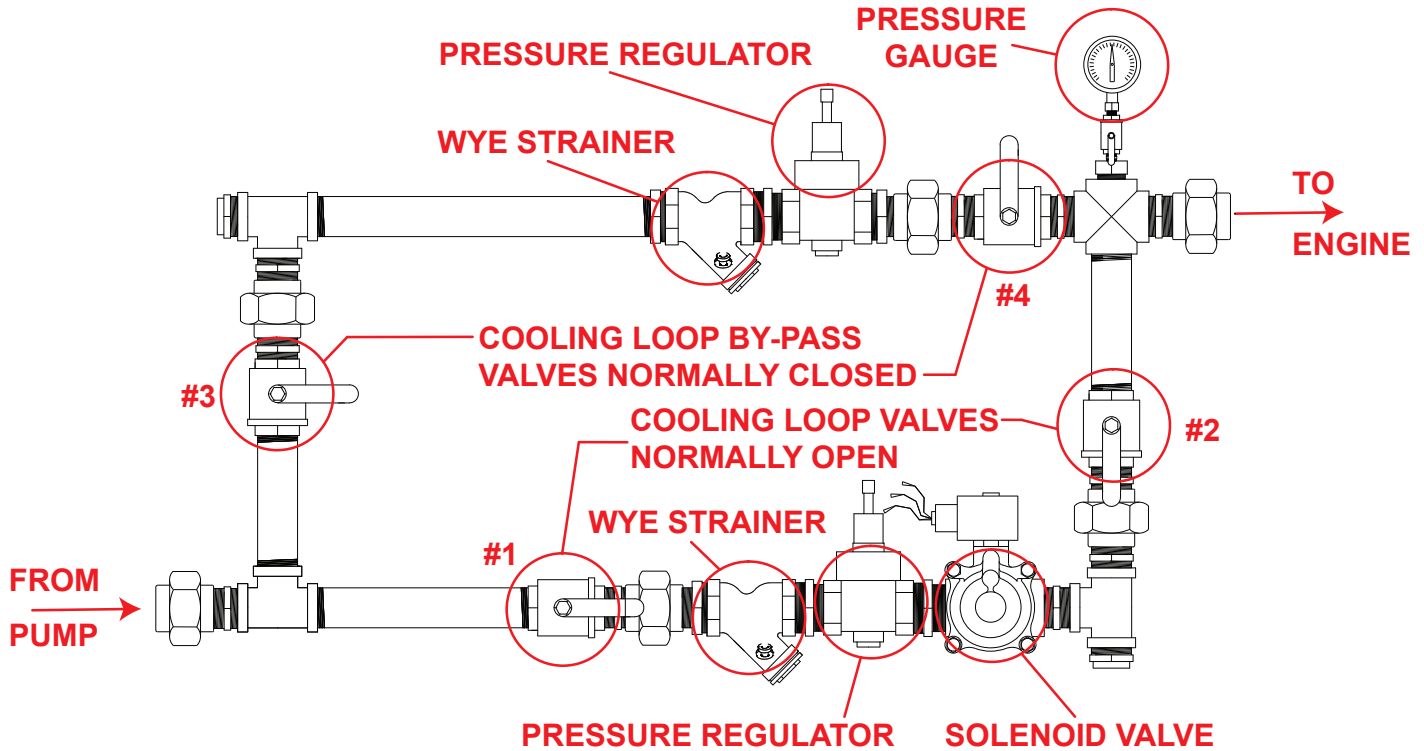 PRESSURE
GAUGE
PRESSURE REGULATOR
WYE STRAINER
TO
ENGINE
#4
COOLING LOOP BY-PASS
VALVES NORMALLY CLOSED
#3
COOLING LOOP VALVES
NORMALLY OPEN
#2
WYE STRAINER
#1
FROM
PUMP
PRESSURE REGULATOR
SOLENOID VALVE